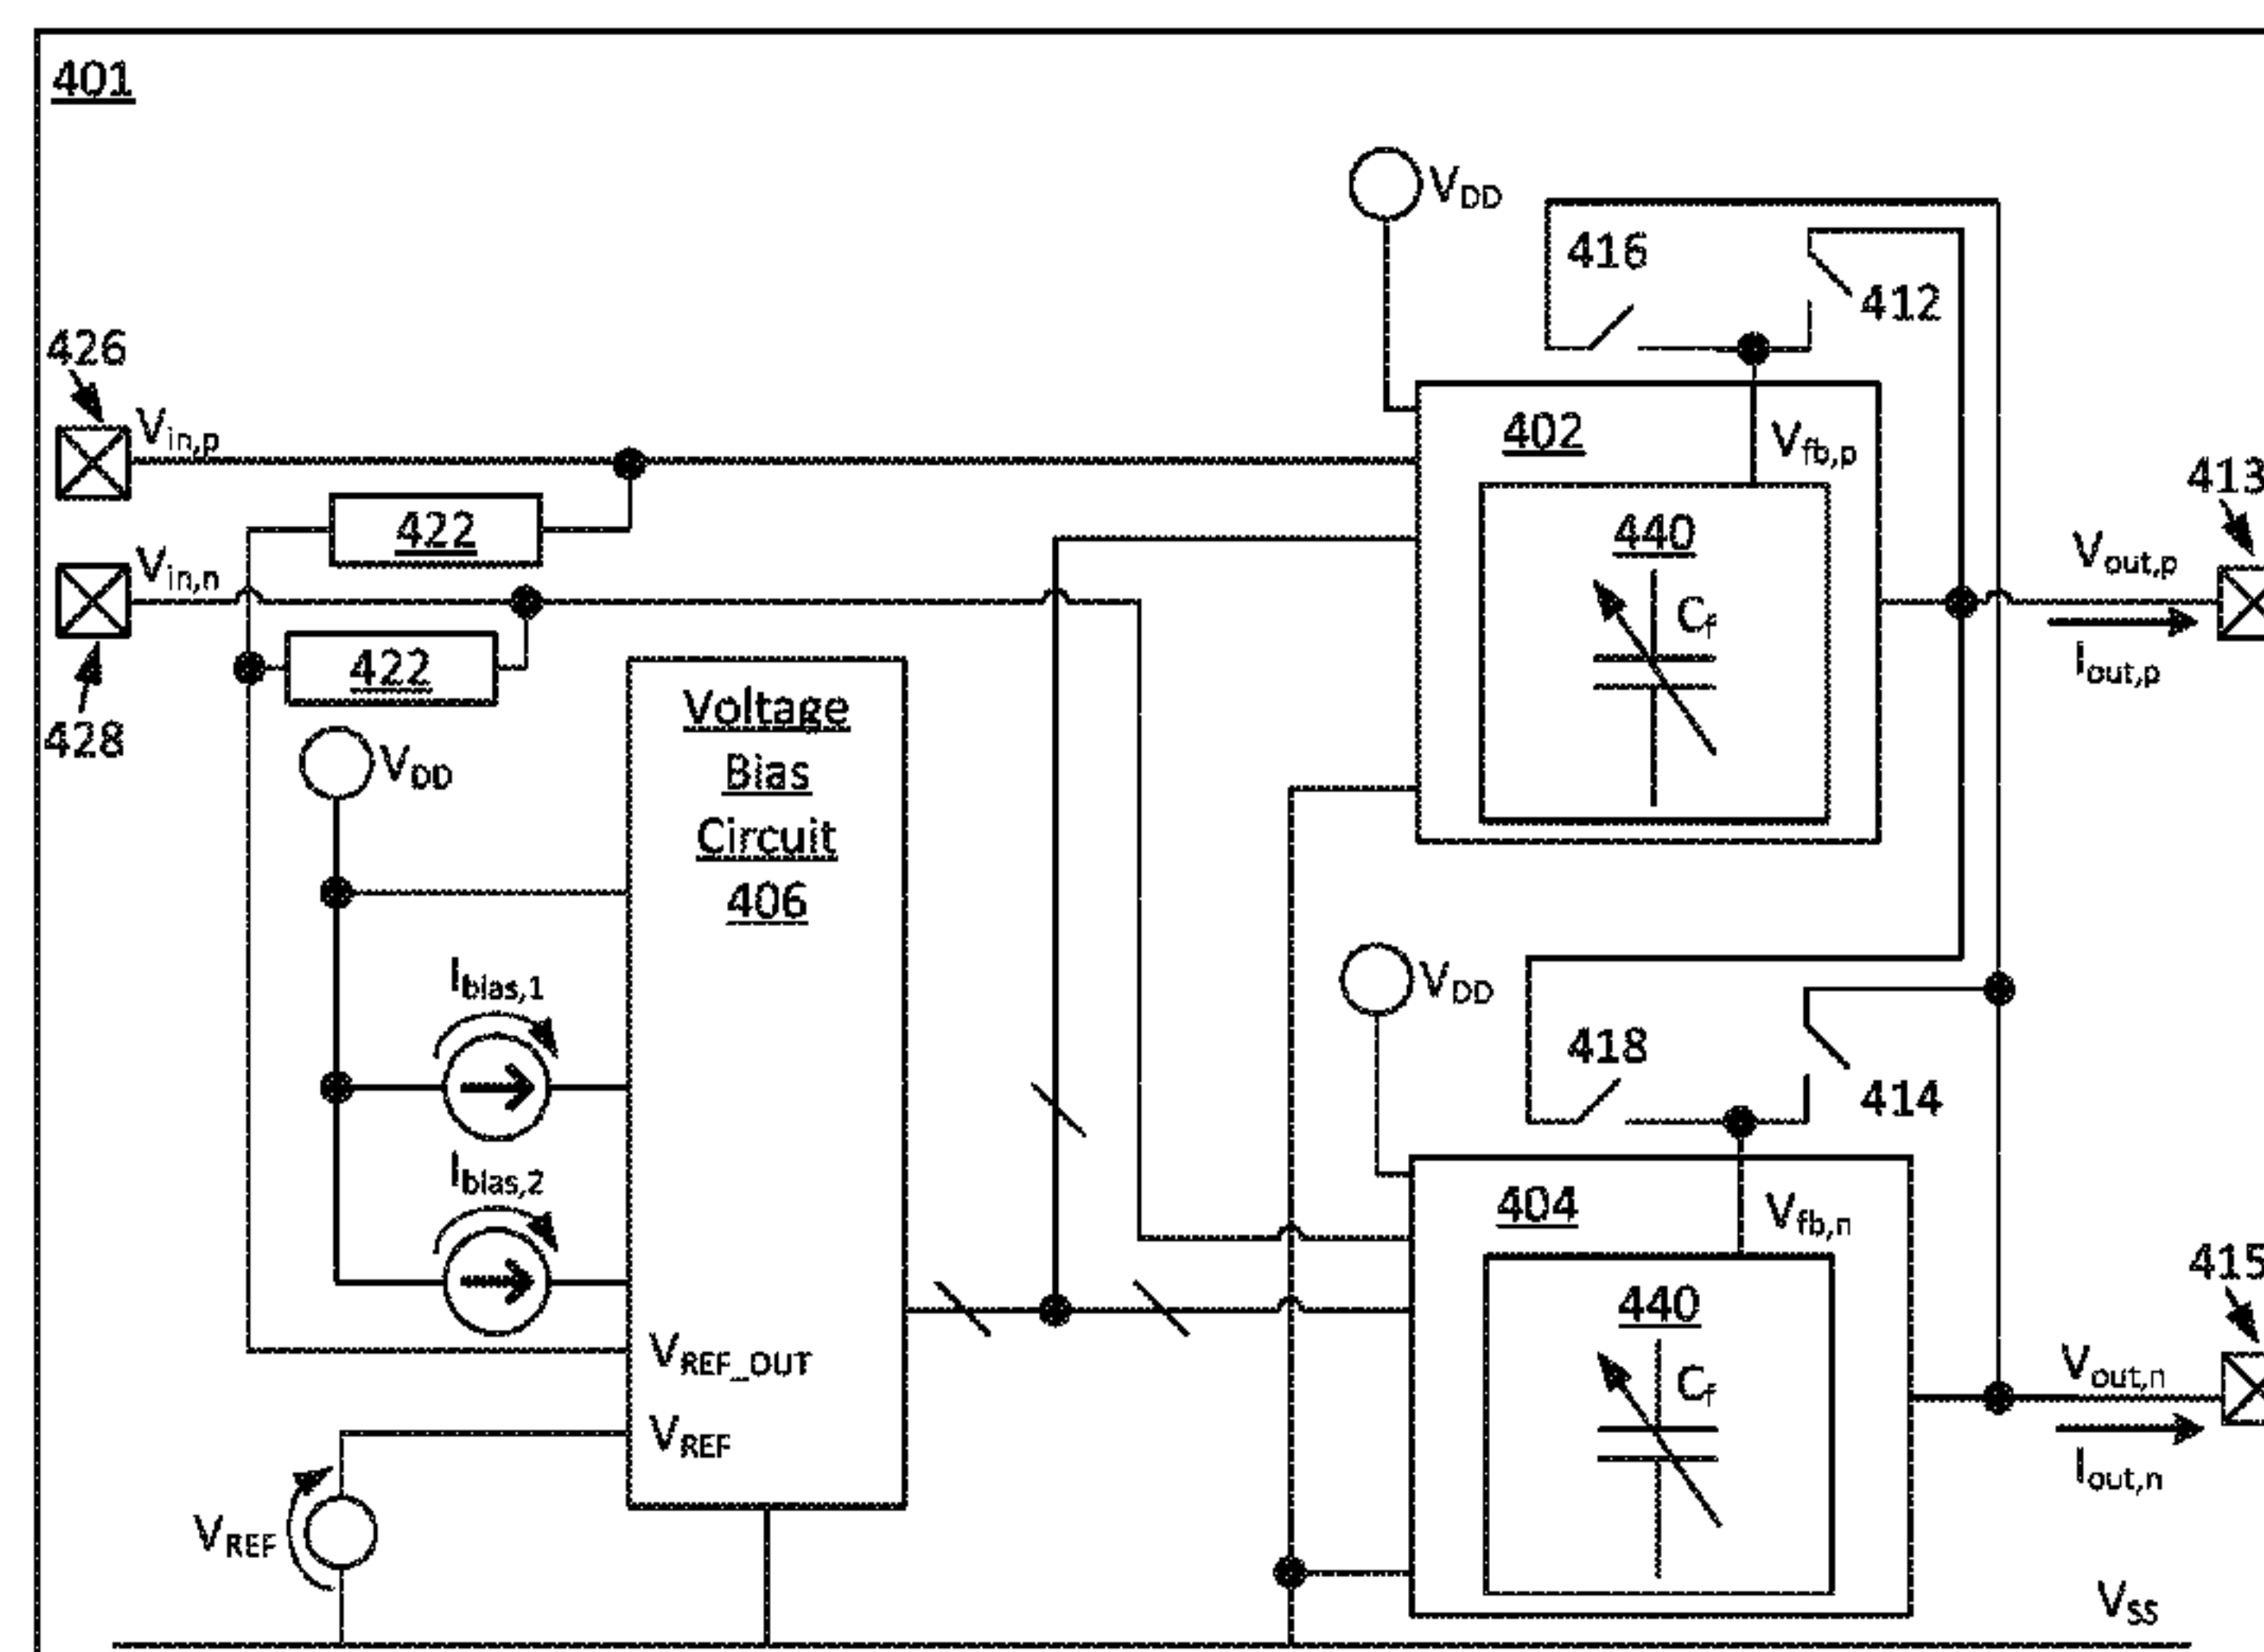 401
V_DD
416
412
426
V_in,p
402
V_fb,p
413
422
440
V_in,n
V_out,p
C_f
422
Voltage
I_out,p
428
V_DD
Bias
Circuit
406
I_bias,1
V_DD
418
414
I_bias,2
404
V_fb,n
415
440
V_REF_OUT
V_out,n
C_f
V_REF
I_out,n
V_REF
V_SS